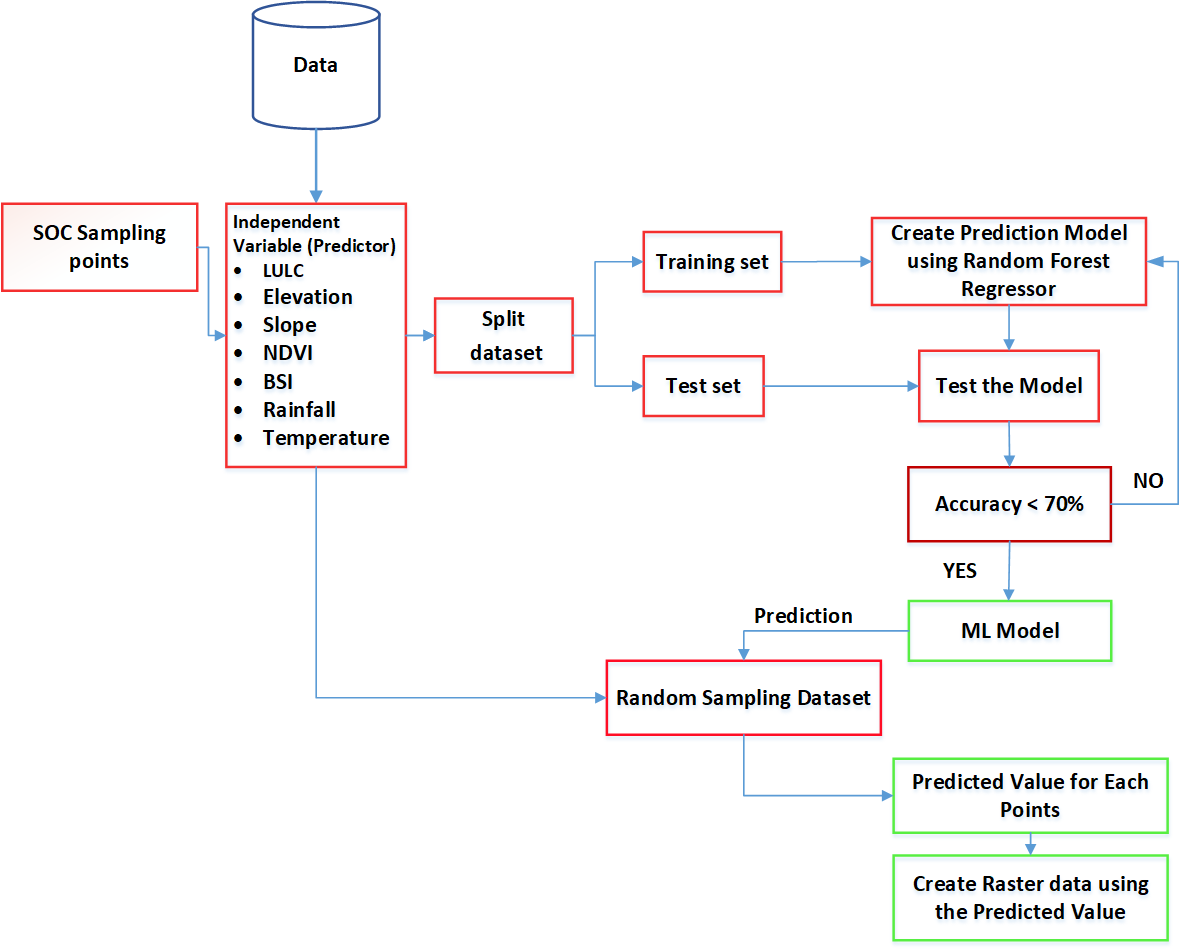 Data
SOC Sampling
points
Independent
Variable (Predictor)
• LULC
• Elevation
• Slope
• NDVI
• BSI
• Rainfall
• Temperature
Split
dataset
Training set
Test set
Create Prediction Model
using Random Forest
Regressor
Test the Model
Accuracy < 70%
NO
YES
ML Model
Prediction
Random Sampling Dataset
Predicted Value for Each
Points
Create Raster data using
the Predicted Value